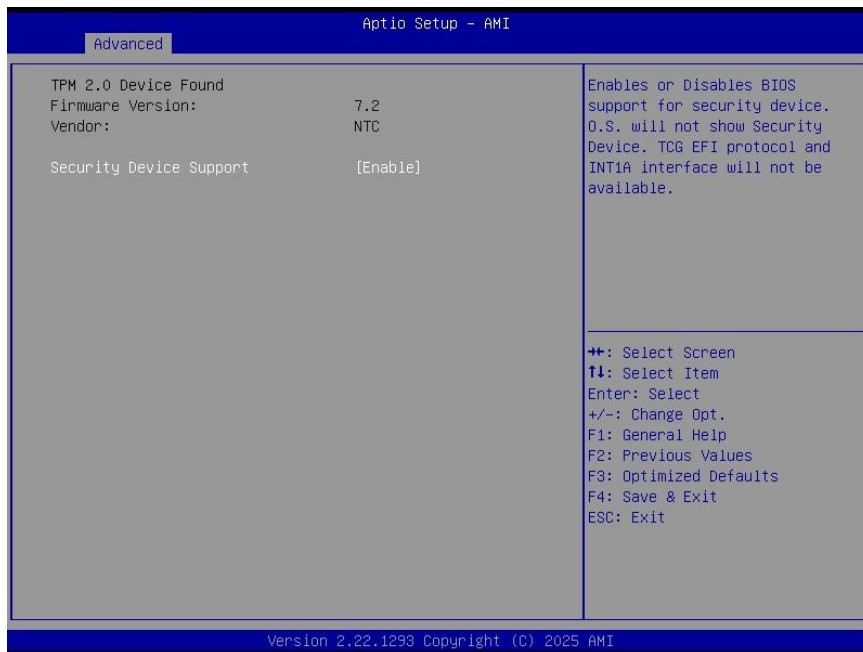 Aptio Setup – AMI
Advanced
TPM 2.0 Device Found
Firmware Version: 7.2
Vendor: NTC
Security Device Support [Enable]
Enables or Disables BIOS
support for security device.
O.S. will not show Security
Device. TCG EFI protocol and
INT1A interface will not be
available.
→←: Select Screen
↑↓: Select Item
Enter: Select
+/-: Change Opt.
F1: General Help
F2: Previous Values
F3: Optimized Defaults
F4: Save & Exit
ESC: Exit
Version 2.22.1293 Copyright (C) 2025 AMI